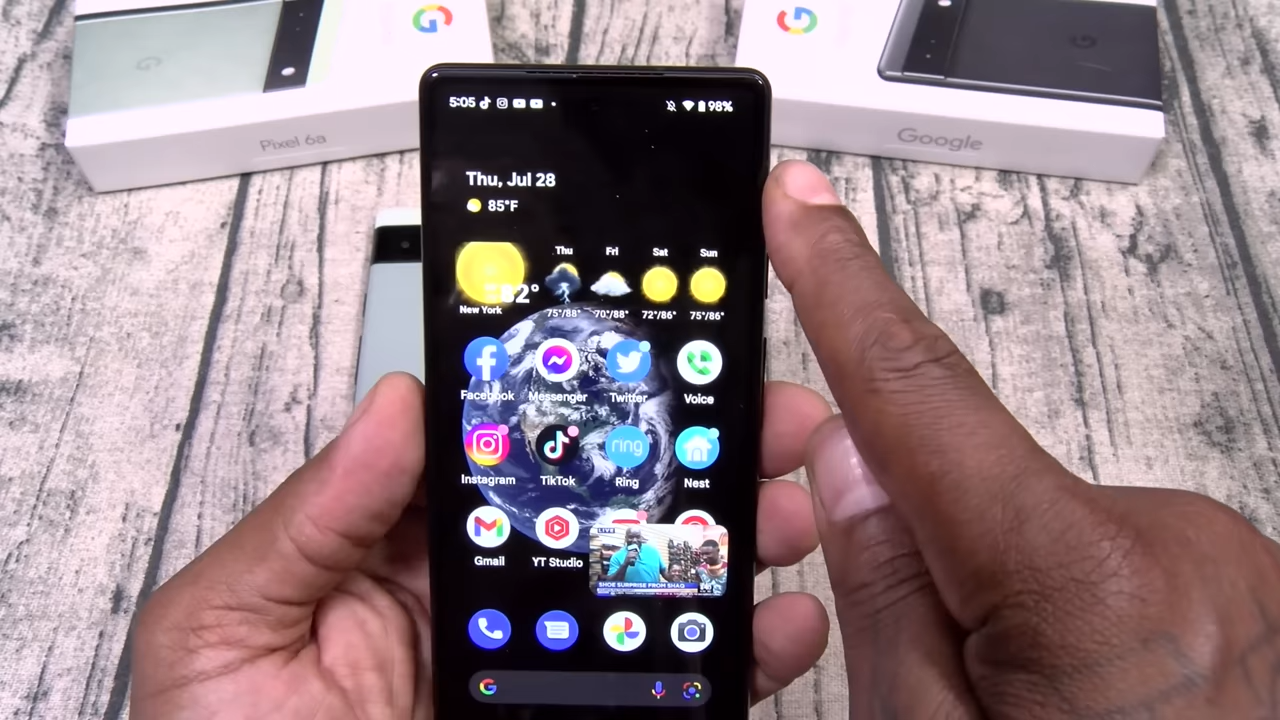 Pixel 6a
Google
5:05
98%
Thu, Jul 28
85°F
Thu Fri Sat Sun
82°
New York
75°/88° 70°/88° 72°/86° 75°/86°
Facebook Messenger Twitter Voice
ring
Instagram TikTok Ring Nest
Gmail YT Studio
LIVE
SHOE SURPRISE FROM SHAQ